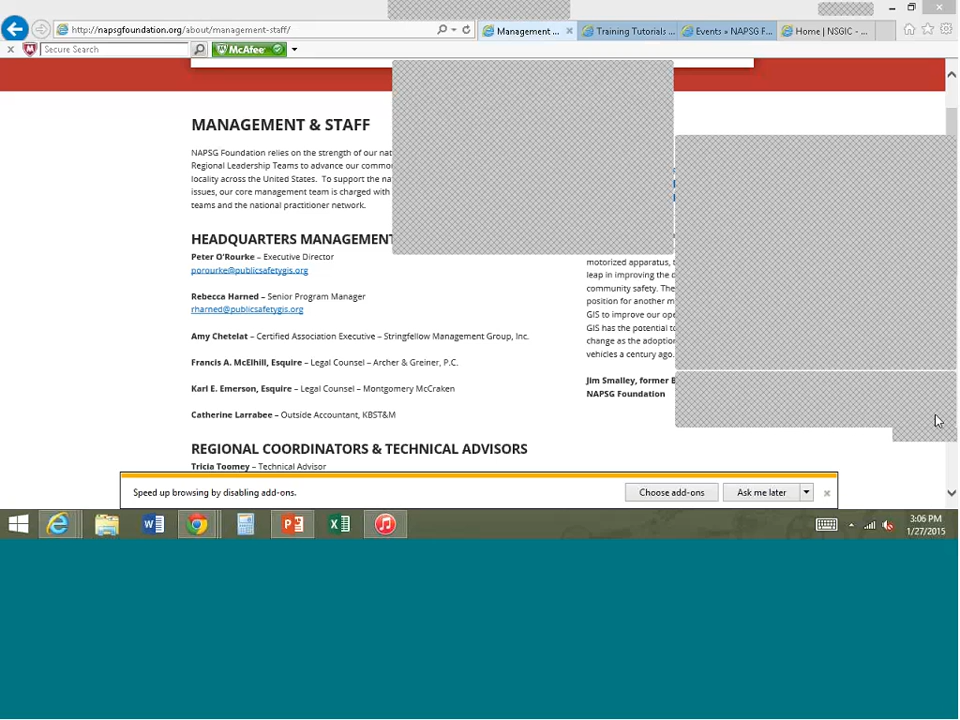 http://napsgfoundation.org/about/management-staff/
Management ...
Training Tutorials ...
Events » NAPSG F...
Home | NSGIC - ...
Secure Search
McAfee
MANAGEMENT & STAFF
NAPSG Foundation relies on the strength of our
Regional Leadership Teams to advance our
locality across the United States. To support the
issues, our core management team is charged with
teams and the national practitioner network.
HEADQUARTERS MANAGEMENT
Peter O'Rourke – Executive Director
porourke@publicsafetygis.org
Rebecca Harned – Senior Program Manager
rharned@publicsafetygis.org
Amy Chetelat – Certified Association Executive – Stringfellow Management Group, Inc.
Francis A. McElhill, Esquire – Legal Counsel – Archer & Greiner, P.C.
Karl E. Emerson, Esquire – Legal Counsel – Montgomery McCraken
Catherine Larrabee – Outside Accountant, KBST&M
REGIONAL COORDINATORS & TECHNICAL ADVISORS
Tricia Toomey – Technical Advisor
motorized apparatus,
leap in improving the
community safety. The
position for another
GIS to improve our
GIS has the potential
change as the adoption
vehicles a century ago.
Jim Smalley, former
NAPSG Foundation
Speed up browsing by disabling add-ons.
Choose add-ons
Ask me later
3:06 PM
1/27/2015